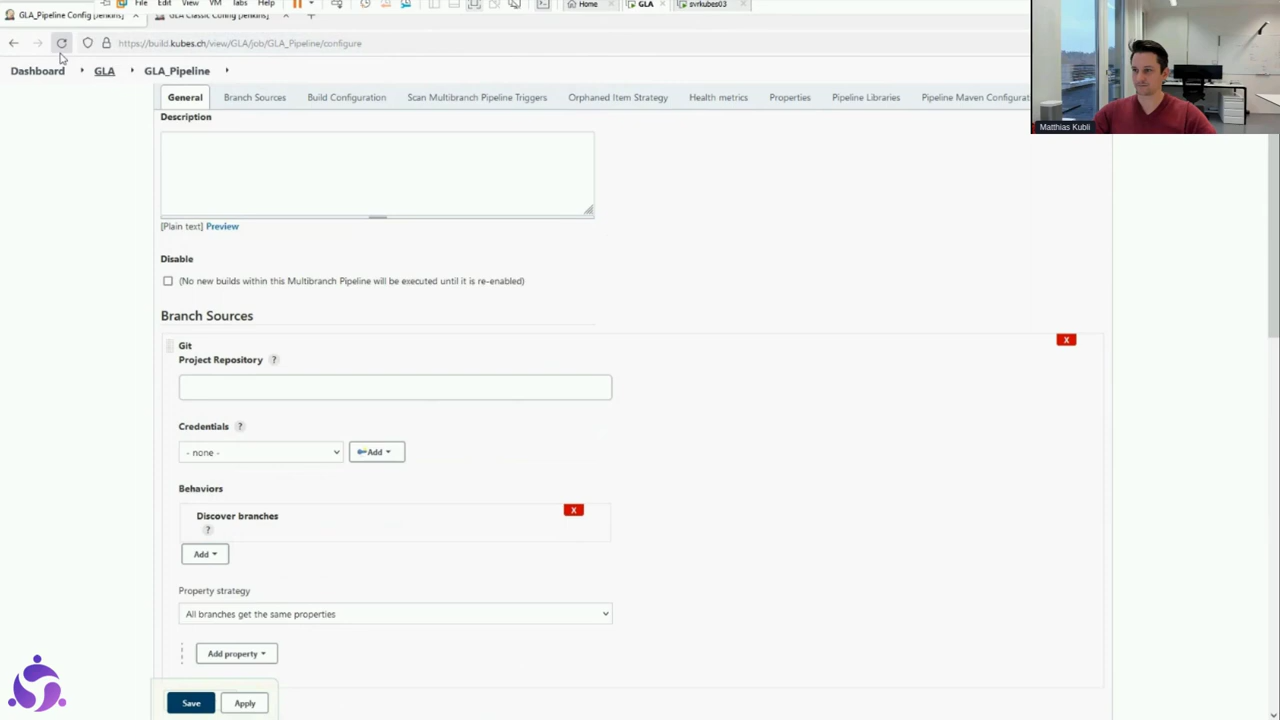 File Edit View VM Tabs Help Home GLA svrkubes03
GLA_Pipeline Config [Jenkins] GLA Classic Config [Jenkins]
https://build.kubes.ch/view/GLA/job/GLA_Pipeline/configure
Dashboard GLA GLA_Pipeline
General Branch Sources Build Configuration Scan Multibranch Pipeline Triggers Orphaned Item Strategy Health metrics Properties Pipeline Libraries Pipeline Maven Configurat
Matthias Kubli
Description
[Plain text] Preview
Disable
(No new builds within this Multibranch Pipeline will be executed until it is re-enabled)
Branch Sources
Git
X
Project Repository ?
Credentials ?
- none - Add
Behaviors
Discover branches
X
?
Add
Property strategy
All branches get the same properties
Add property
Save Apply